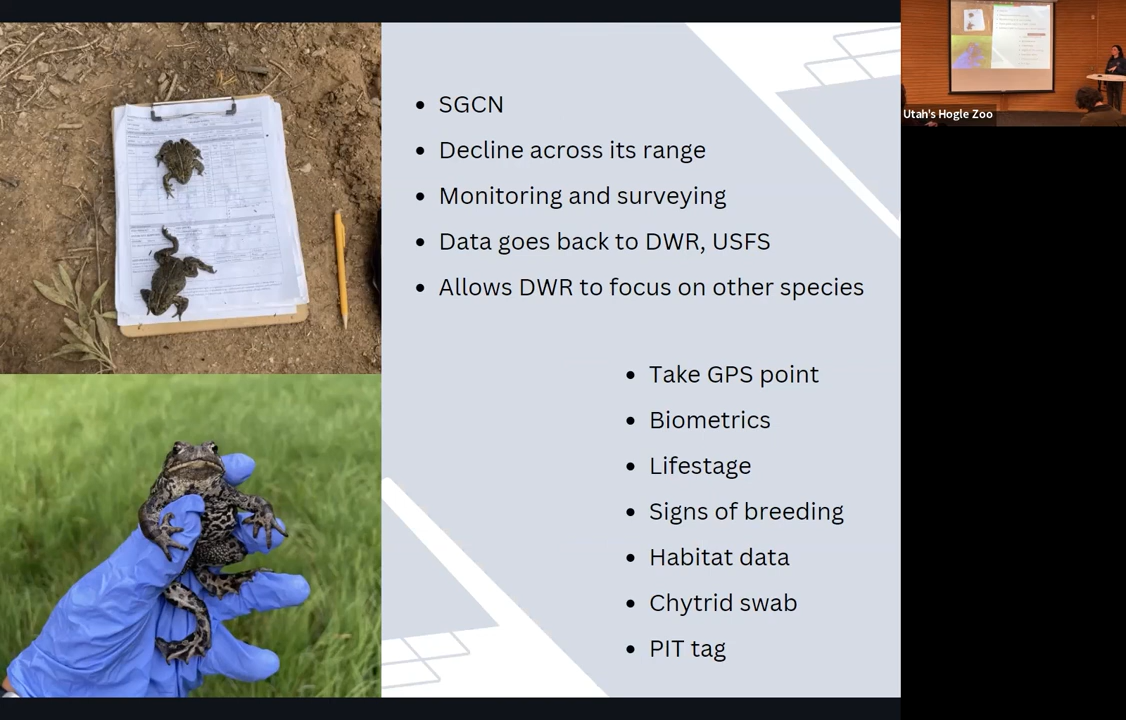 SGCN
Decline across its range
Monitoring and surveying
Data goes back to DWR, USFS
Allows DWR to focus on other species
Take GPS point
Biometrics
Lifestage
Signs of breeding
Habitat data
Chytrid swab
PIT tag
Utah's Hogle Zoo